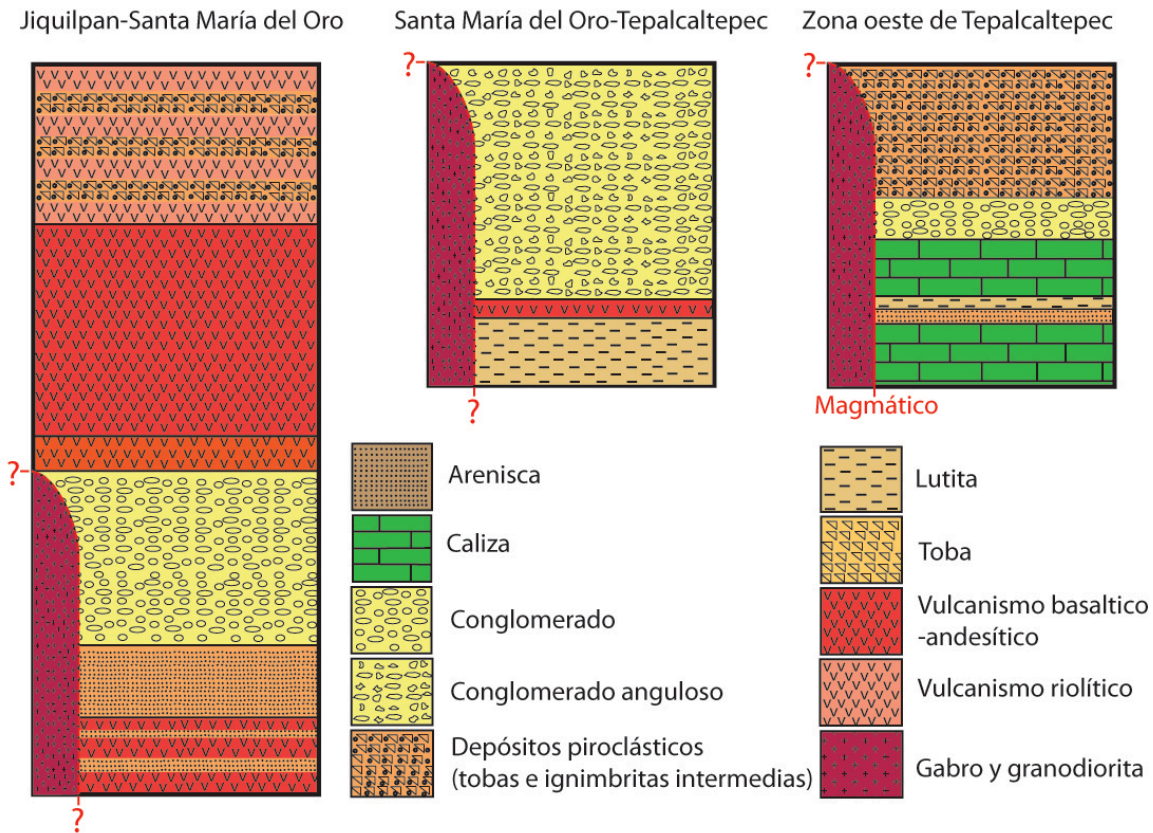 Jiquilpan-Santa María del Oro
Santa María del Oro-Tepalcaltepec
Zona oeste de Tepalcaltepec
?
?
?
?
Magmático
?
?
Arenisca
Caliza
Conglomerado
Conglomerado anguloso
Depósitos piroclásticos
(tobas e ignimbritas intermedias)
Lutita
Toba
Vulcanismo basaltico
-andesítico
Vulcanismo riolítico
Gabro y granodiorita